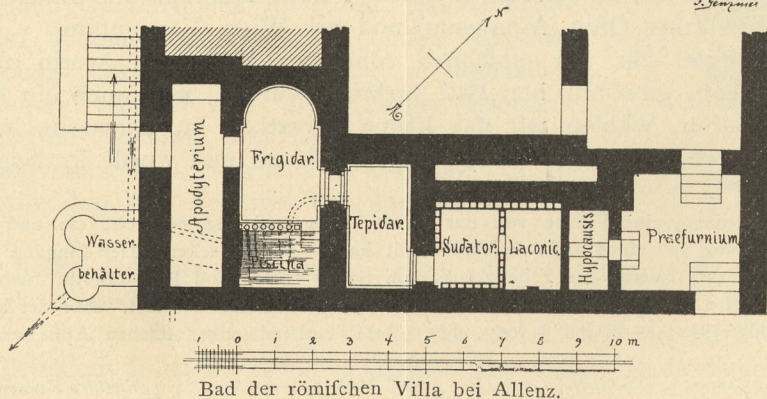 N
Apodyterium
Frigidar.
Tepidar.
Sudator.
Laconic.
Hypocausis
Praefurnium
Wasser-
behälter.
Piscina
1 0 1 2 3 4 5 6 7 8 9 10 m
Bad der römiſchen Villa bei Allenz.